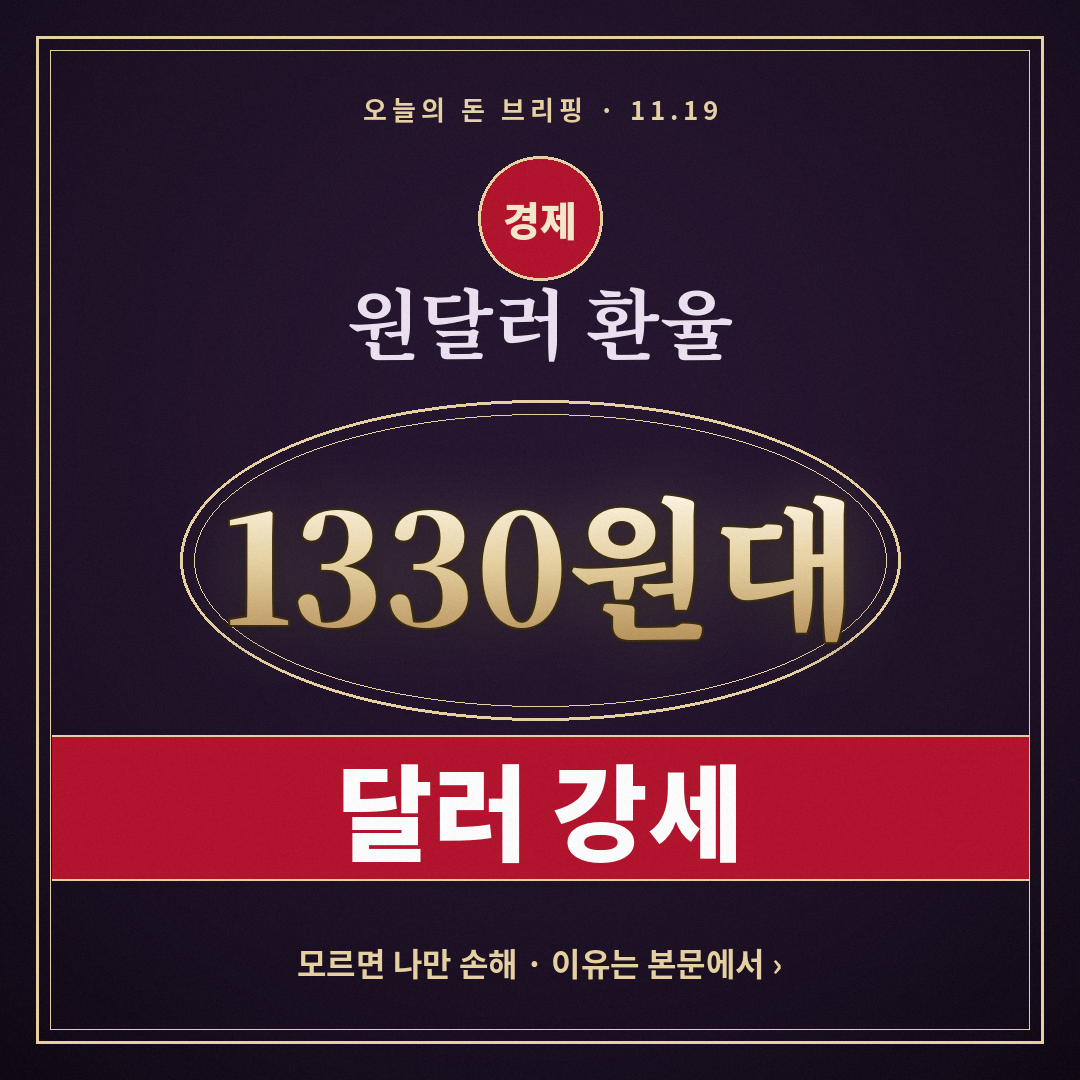 오늘의 돈 브리핑 · 11.19
경제
원달러 환율
1330원대
달러 강세
모르면 나만 손해 · 이유는 본문에서 ›